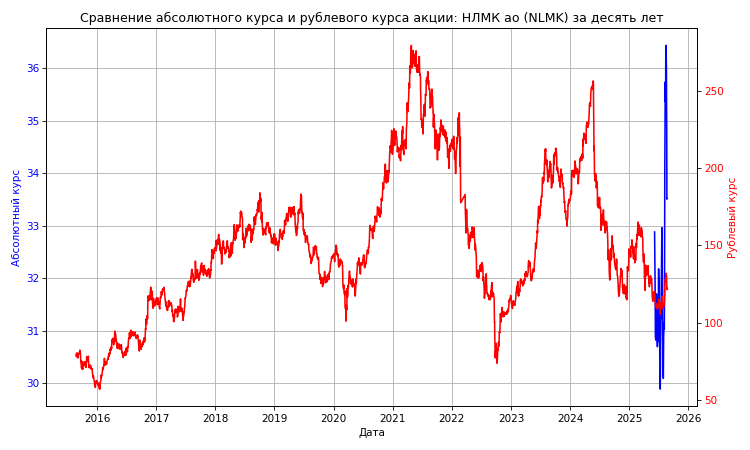 Сравнение абсолютного курса и рублевого курса акции: НЛМК ао (NLMK) за десять лет
36
35
34
33
32
31
30
Абсолютный курс
250
200
150
100
50
Рублевый курс
2016 2017 2018 2019 2020 2021 2022 2023 2024 2025 2026
Дата